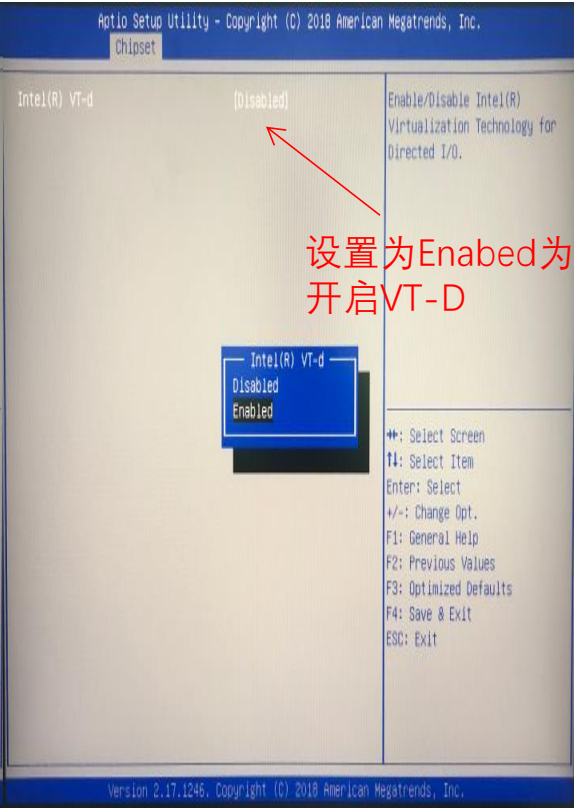 Aptio Setup Utility - Copyright (C) 2018 American Megatrends, Inc.
Chipset
Intel(R) VT-d [Disabled]
Enable/Disable Intel(R)
Virtualization Technology for
Directed I/O.
设置为Enabed为
开启VT-D
Intel(R) VT-d
Disabled
Enabled
→←: Select Screen
↑↓: Select Item
Enter: Select
+/-: Change Opt.
F1: General Help
F2: Previous Values
F3: Optimized Defaults
F4: Save & Exit
ESC: Exit
Version 2.17.1246. Copyright (C) 2018 American Megatrends, Inc.